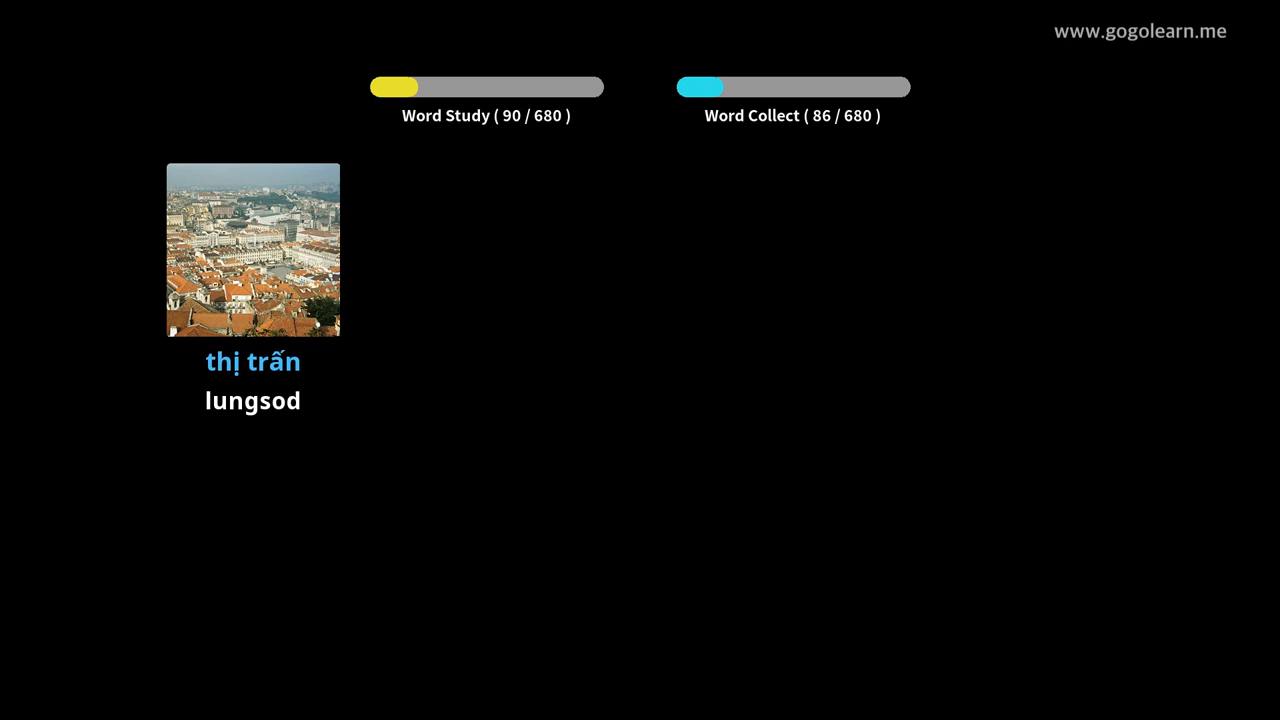 www.gogolearn.me
Word Study ( 90 / 680 )
Word Collect ( 86 / 680 )
thị trấn
lungsod